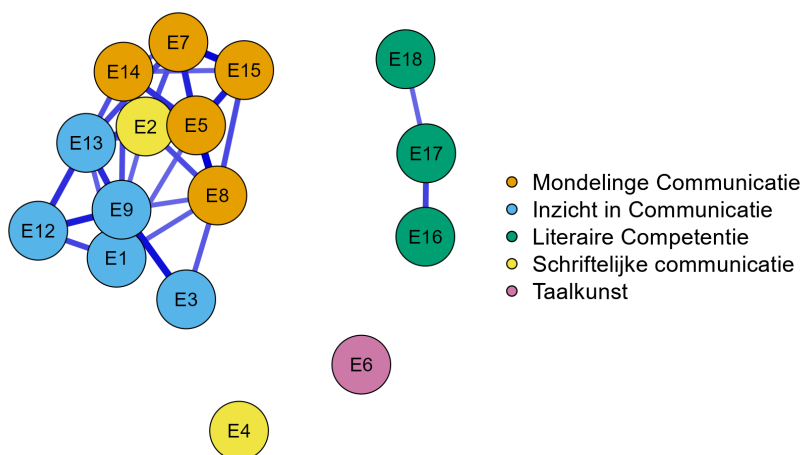 E7
E14
E15
E18
E2
E5
E13
E17
E8
E9
E12
E16
E1
E3
E6
E4
Mondelinge Communicatie
Inzicht in Communicatie
Literaire Competentie
Schriftelijke communicatie
Taalkunst